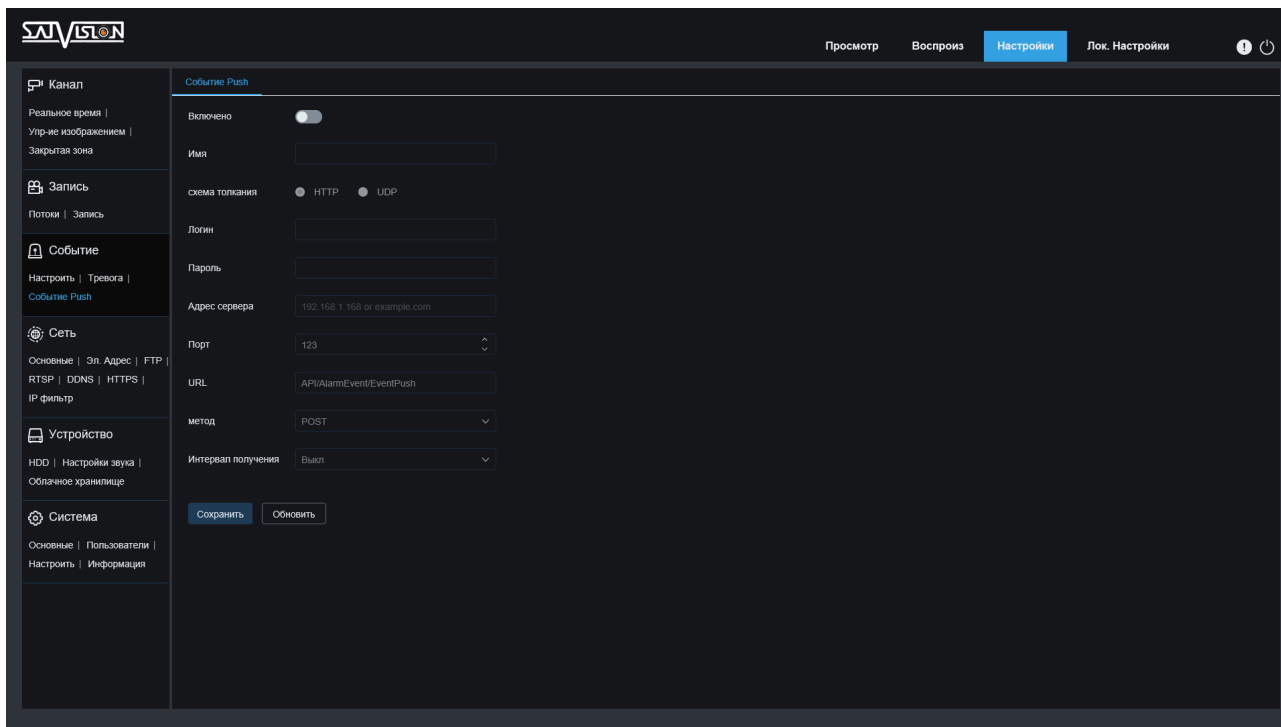 SATVISION
Просмотр Воспроиз Настройки Лок. Настройки
Канал
Реальное время |
Упр-ие изображением |
Закрытая зона
Запись
Потоки | Запись
Событие
Настроить | Тревога |
Событие Push
Сеть
Основные | Эл. Адрес | FTP |
RTSP | DDNS | HTTPS |
IP фильтр
Устройство
HDD | Настройки звука |
Облачное хранилище
Система
Основные | Пользователи |
Настроить | Информация
Событие Push
Включено
Имя
схема толкания HTTP UDP
Логин
Пароль
Адрес сервера 192.168.1.168 or example.com
Порт 123
URL API/AlarmEvent/EventPush
метод POST
Интервал получения Выкл
Сохранить Обновить